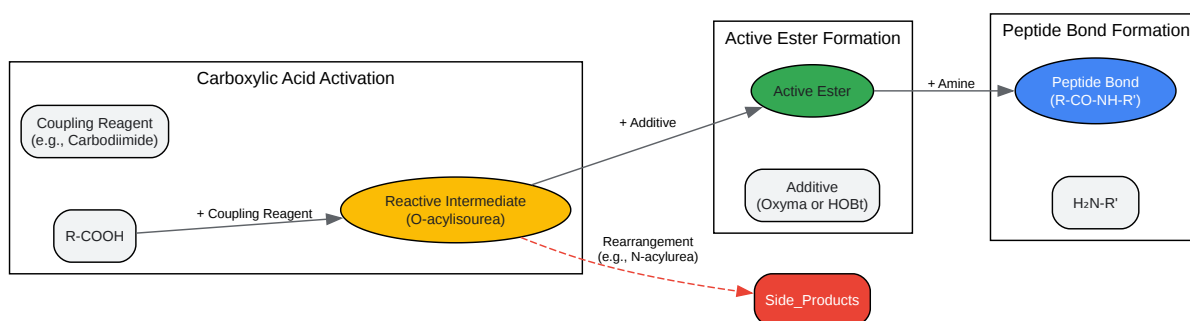 Carboxylic Acid Activation
Coupling Reagent
(e.g., Carbodiimide)
R-COOH
+ Coupling Reagent
Reactive Intermediate
(O-acylisourea)
+ Additive
Rearrangement
(e.g., N-acylurea)
Side_Products
Active Ester Formation
Active Ester
Additive
(Oxyma or HOBt)
+ Amine
Peptide Bond Formation
Peptide Bond
(R-CO-NH-R')
H₂N-R'